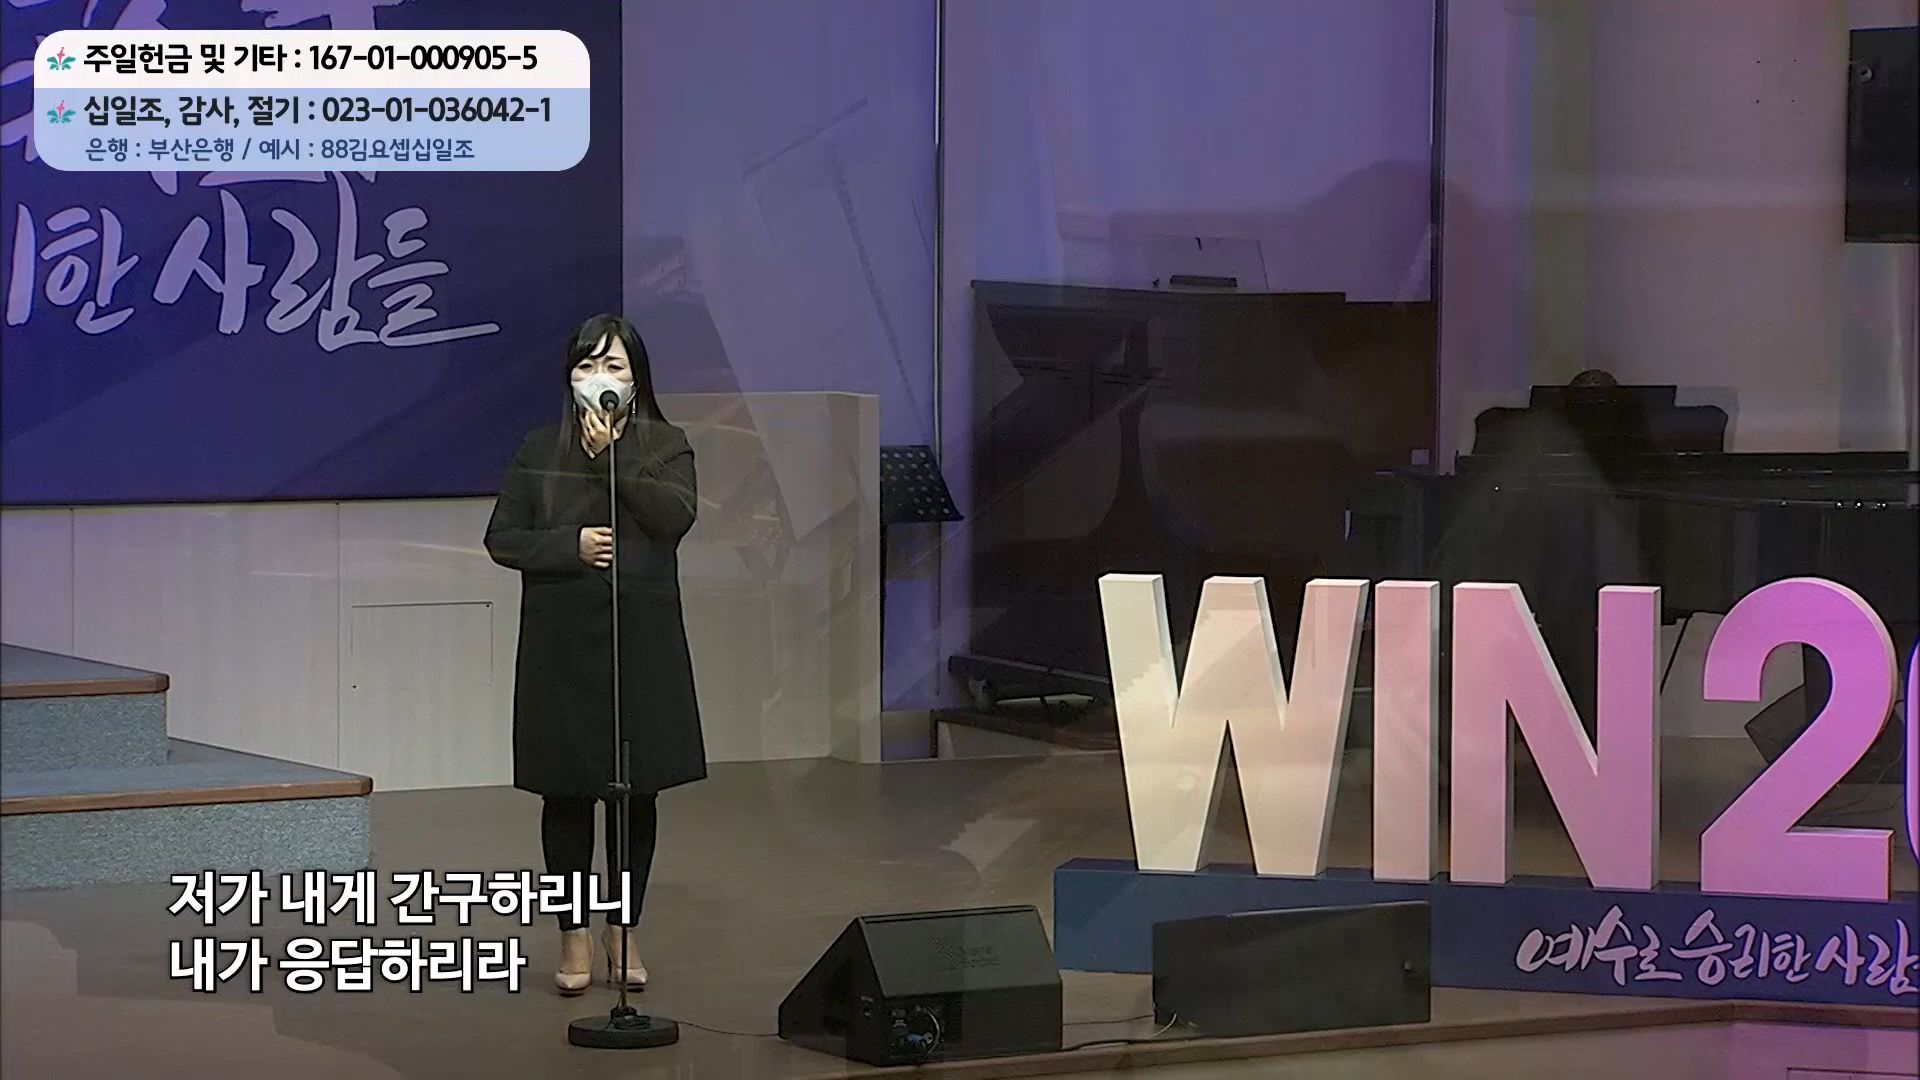 주일헌금 및 기타 : 167-01-000905-5
십일조, 감사, 절기 : 023-01-036042-1
은행 : 부산은행 / 예시 : 88김요셉십일조
리한 사람들
WIN 2
예수로 승리한 사람
저가 내게 간구하리니
내가 응답하리라